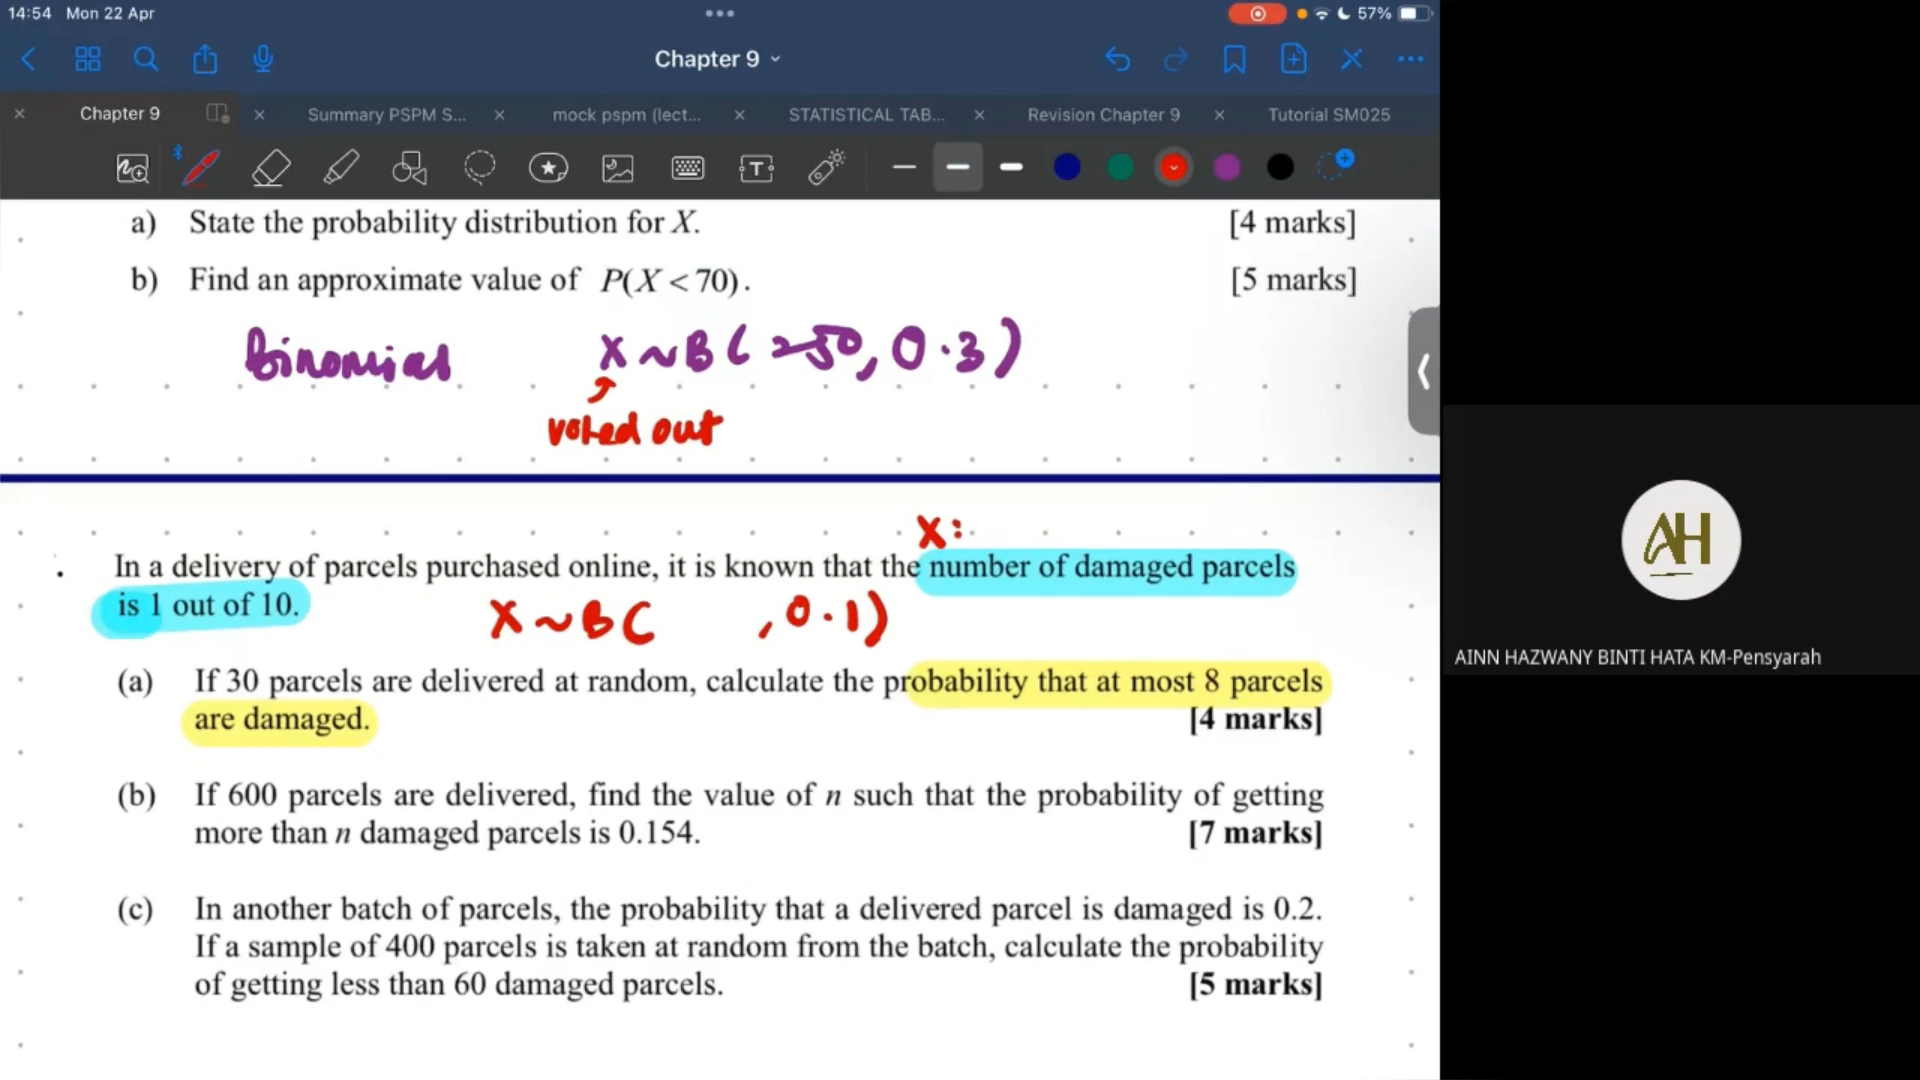 14:54 Mon 22 Apr
57%
Chapter 9
Chapter 9
Summary PSPM S...
mock pspm (lect...
STATISTICAL TAB...
Revision Chapter 9
Tutorial SM025
a) State the probability distribution for X. [4 marks]
b) Find an approximate value of P(X < 70). [5 marks]
Binomial X ~ B ( 250, 0.3 )
voted out
X :
. In a delivery of parcels purchased online, it is known that the number of damaged parcels
is 1 out of 10.
X ~ B ( , 0.1 )
(a) If 30 parcels are delivered at random, calculate the probability that at most 8 parcels
are damaged. [4 marks]
(b) If 600 parcels are delivered, find the value of n such that the probability of getting
more than n damaged parcels is 0.154. [7 marks]
(c) In another batch of parcels, the probability that a delivered parcel is damaged is 0.2.
If a sample of 400 parcels is taken at random from the batch, calculate the probability
of getting less than 60 damaged parcels. [5 marks]
AH
AINN HAZWANY BINTI HATA KM-Pensyarah